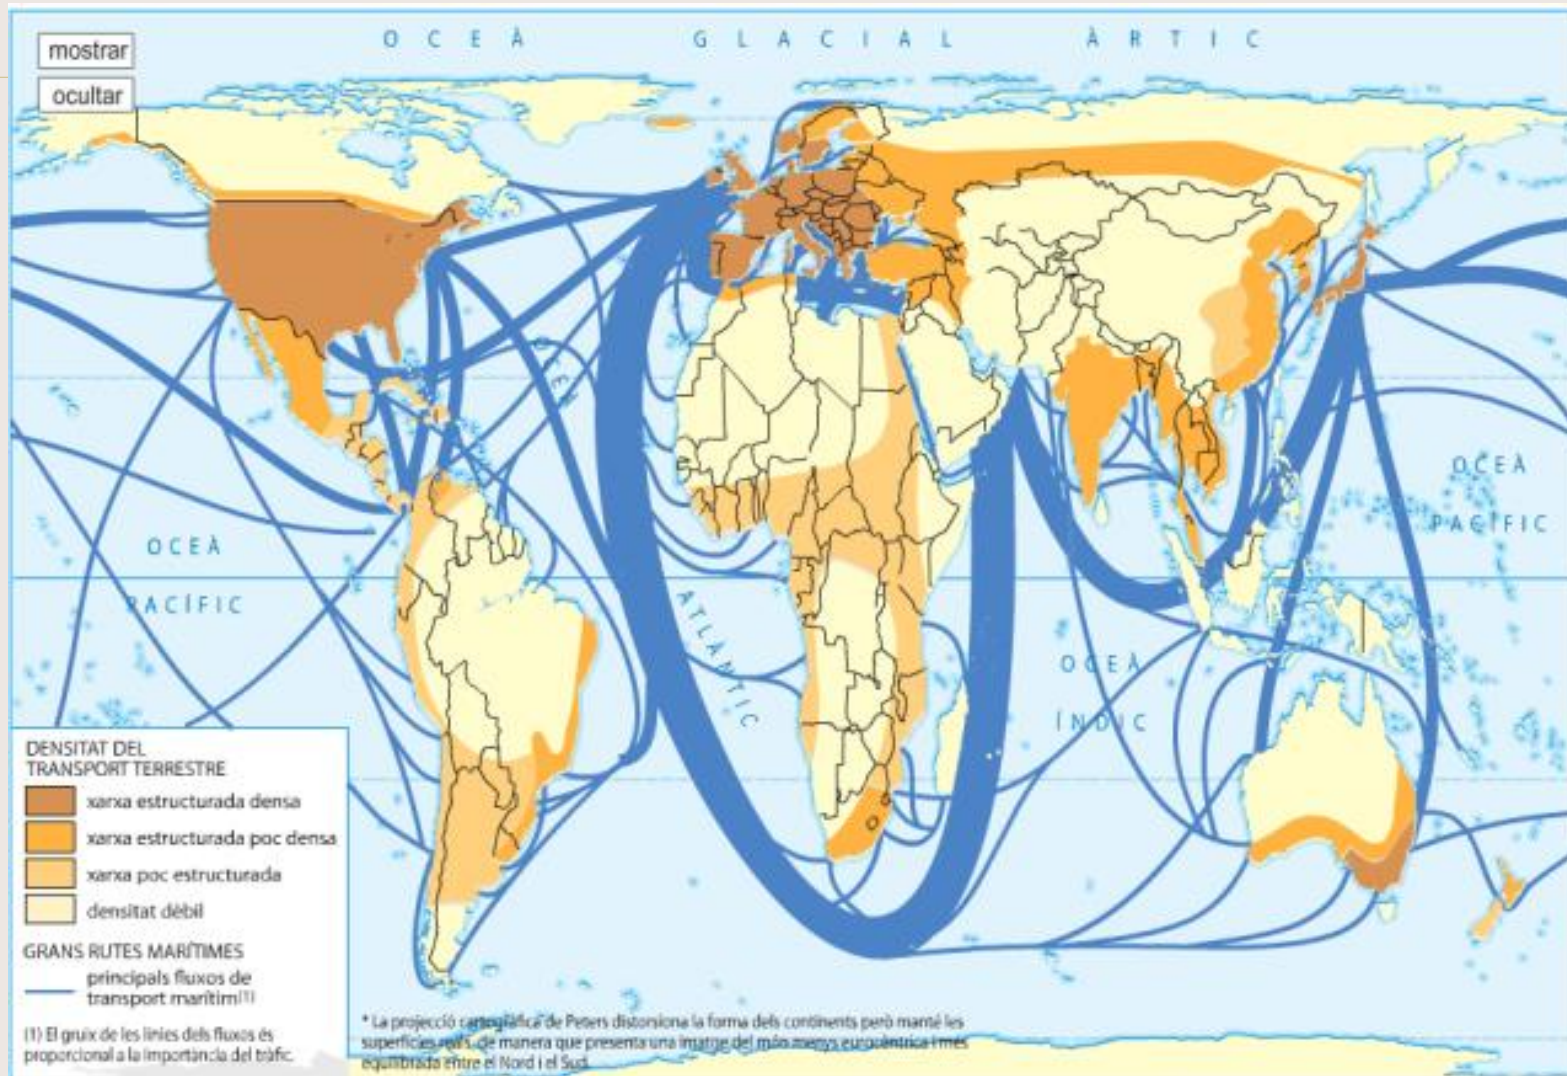 mostrar
ocultar
OCEÀ GLACIAL ÀRTIC
OCEÀ
OCEÀ
PACÍFIC
ATLÀNTIC
OCEÀ
ÍNDIC
OCEÀ
PACÍFIC
DENSITAT DEL
TRANSPORT TERRESTRE
xarxa estructurada densa
xarxa estructurada poc densa
xarxa poc estructurada
densitat dèbil
GRANS RUTES MARÍTIMES
principals fluxos de
transport marítim(1)
(1) El gruix de les línies dels fluxos és
proporcional a la importància del tràfic.
* La projecció cartogràfica de Peters distorsiona la forma dels continents però manté les
superfícies reals, de manera que presenta una imatge del món menys eurocèntrica i més
equilibrada entre el Nord i el Sud.